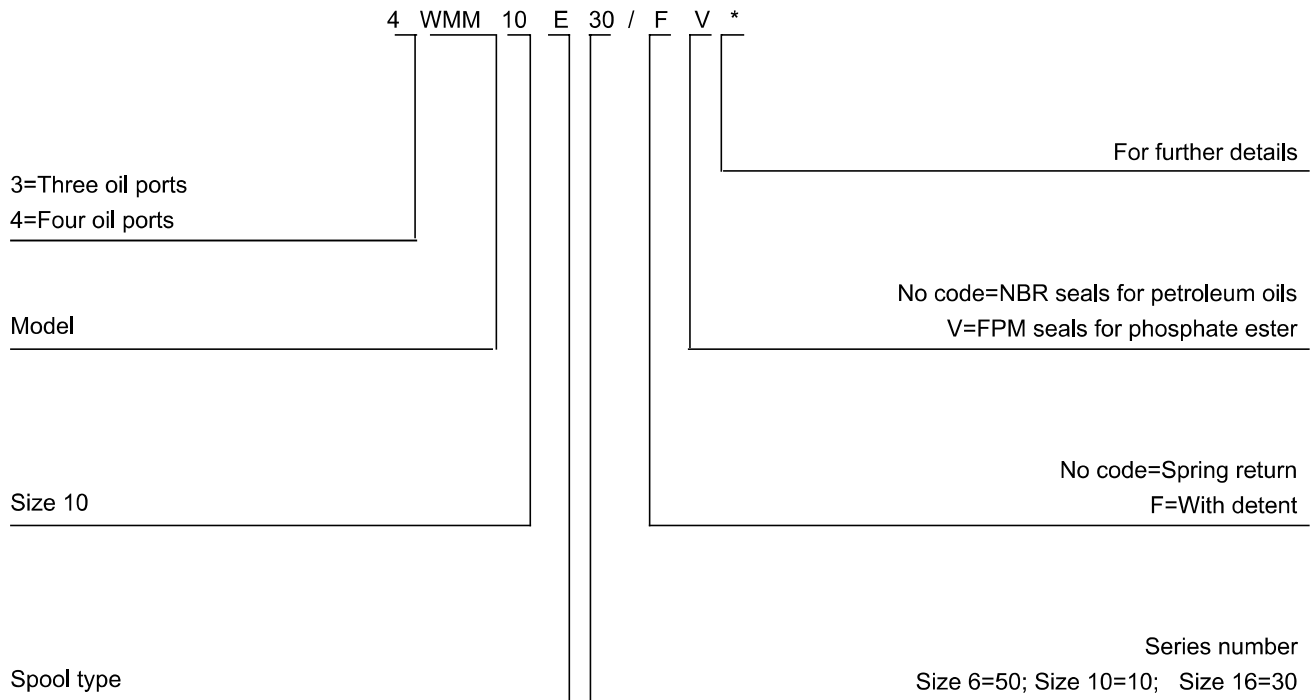 4 WMM 10 E 30 / F V *
For further details
3=Three oil ports
4=Four oil ports
No code=NBR seals for petroleum oils
Model
V=FPM seals for phosphate ester
No code=Spring return
Size 10
F=With detent
Series number
Spool type
Size 6=50; Size 10=10; Size 16=30